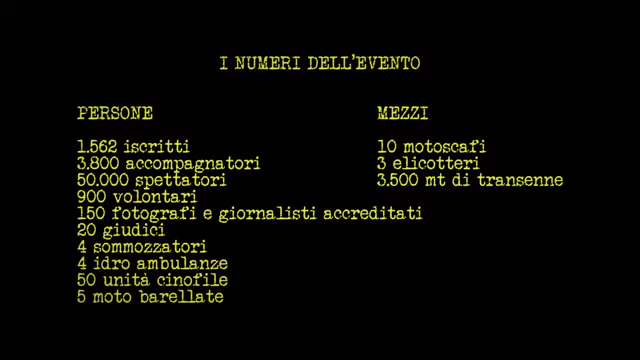 I NUMERI DELL'EVENTO
PERSONE
1.562 iscritti
3.800 accompagnatori
50.000 spettatori
900 volontari
150 fotografi e giornalisti accreditati
20 giudici
4 sommozzatori
4 idro ambulanze
50 unità cinofile
5 moto barellate
MEZZI
10 motoscafi
3 elicotteri
3.500 mt di transenne